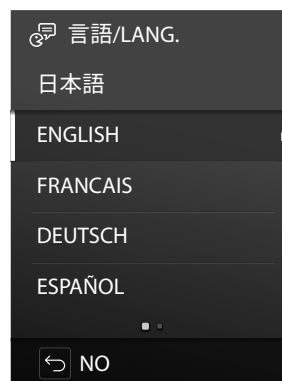 言語/LANG.
日本語
ENGLISH
FRANCAIS
DEUTSCH
ESPAÑOL
NO